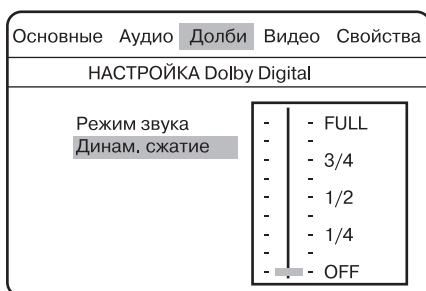 Основные Аудио Долби Видео Свойства
НАСТРОЙКА Dolby Digital
Режим звука
Динам. сжатие
FULL
3/4
1/2
1/4
OFF